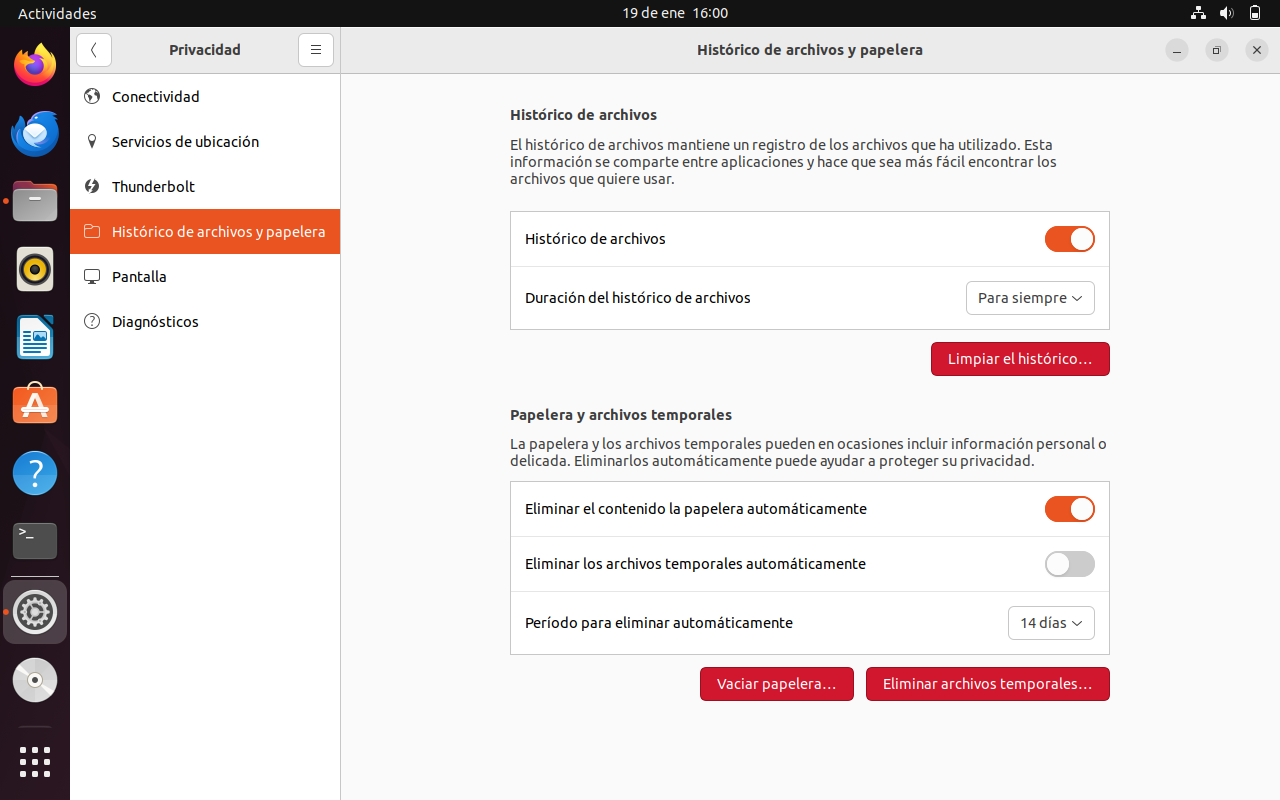 Actividades
19 de ene 16:00
Privacidad
Histórico de archivos y papelera
Conectividad
Servicios de ubicación
Thunderbolt
Histórico de archivos y papelera
Pantalla
Diagnósticos
Histórico de archivos
El histórico de archivos mantiene un registro de los archivos que ha utilizado. Esta
información se comparte entre aplicaciones y hace que sea más fácil encontrar los
archivos que quiere usar.
Histórico de archivos
Duración del histórico de archivos
Para siempre
Limpiar el histórico…
Papelera y archivos temporales
La papelera y los archivos temporales pueden en ocasiones incluir información personal o
delicada. Eliminarlos automáticamente puede ayudar a proteger su privacidad.
Eliminar el contenido la papelera automáticamente
Eliminar los archivos temporales automáticamente
Período para eliminar automáticamente
14 días
Vaciar papelera…
Eliminar archivos temporales…